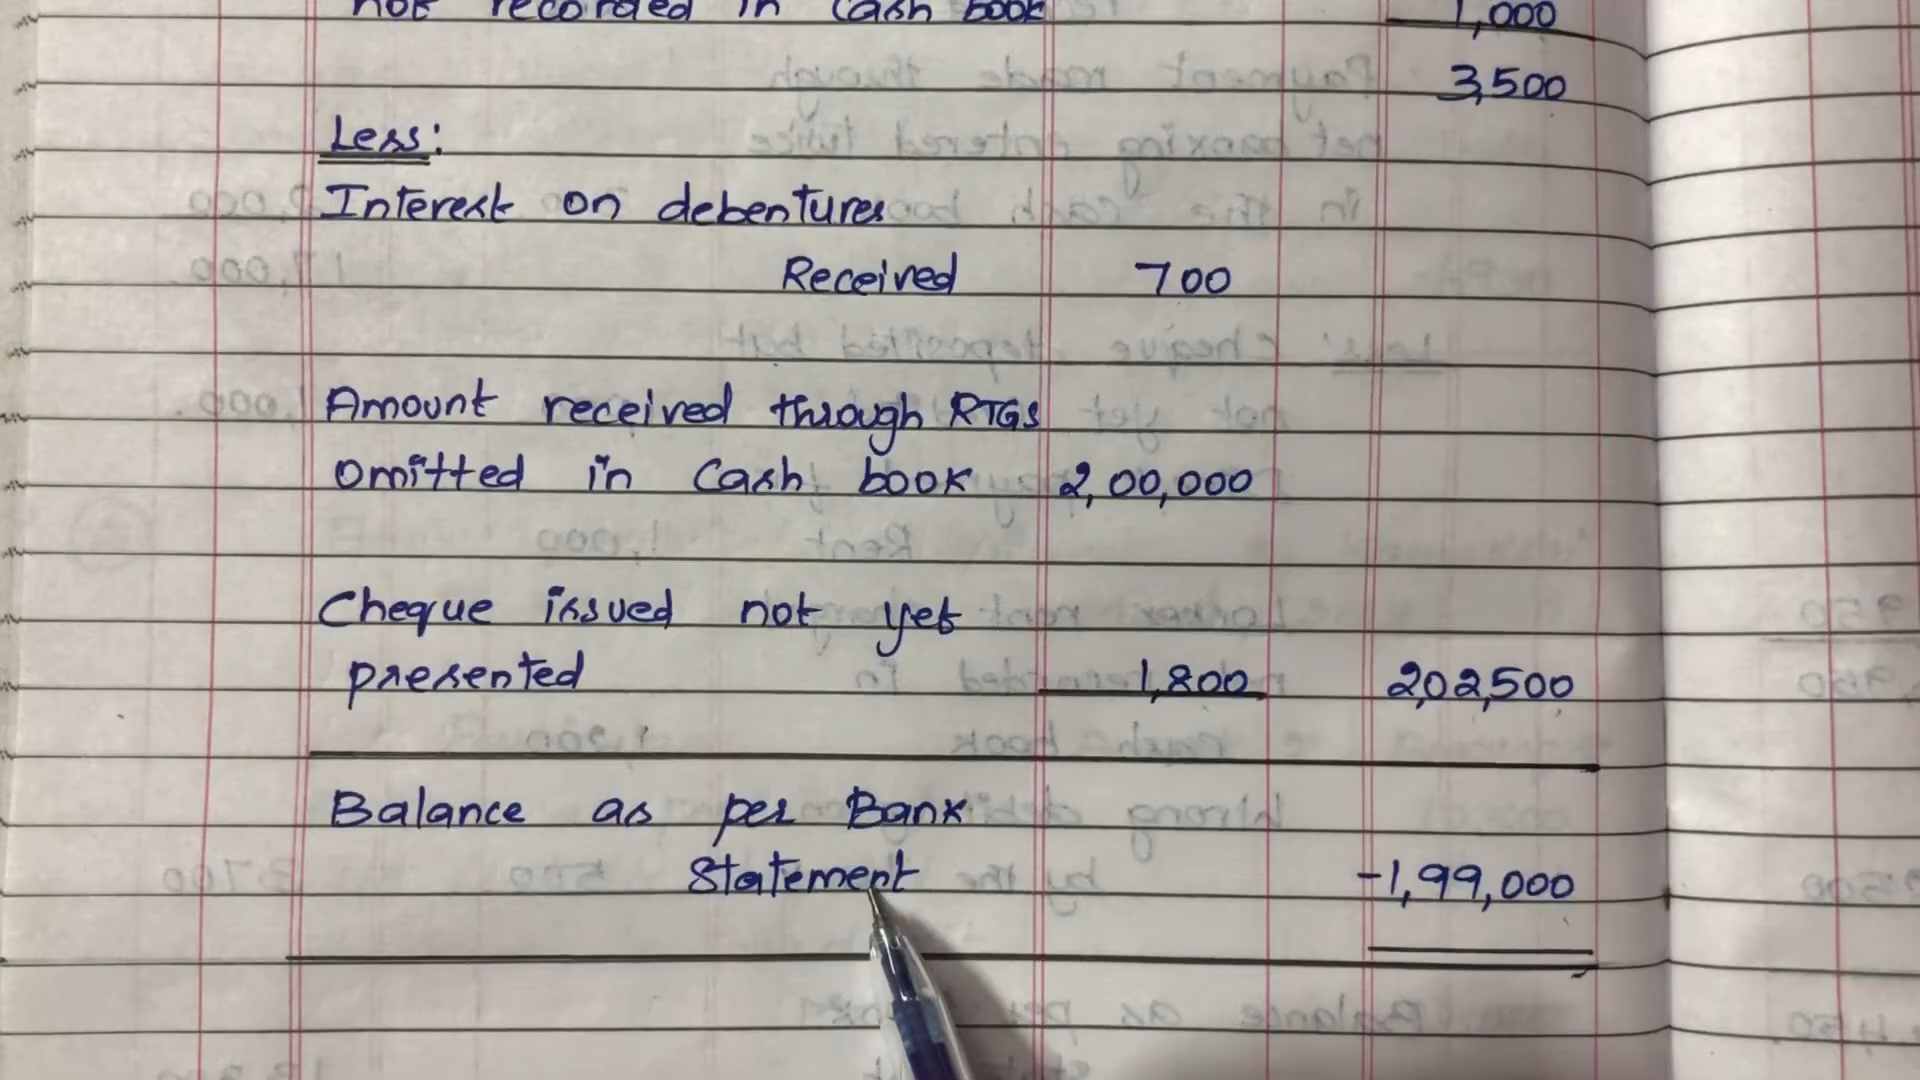 not recorded in cash book 1,000
3,500
Less:
Interest on debentures
Received 700
Amount received through RTGS
omitted in cash book 2,00,000
Cheque issued not yet
presented 1,800 2,02,500
Balance as per Bank
Statement -1,99,000